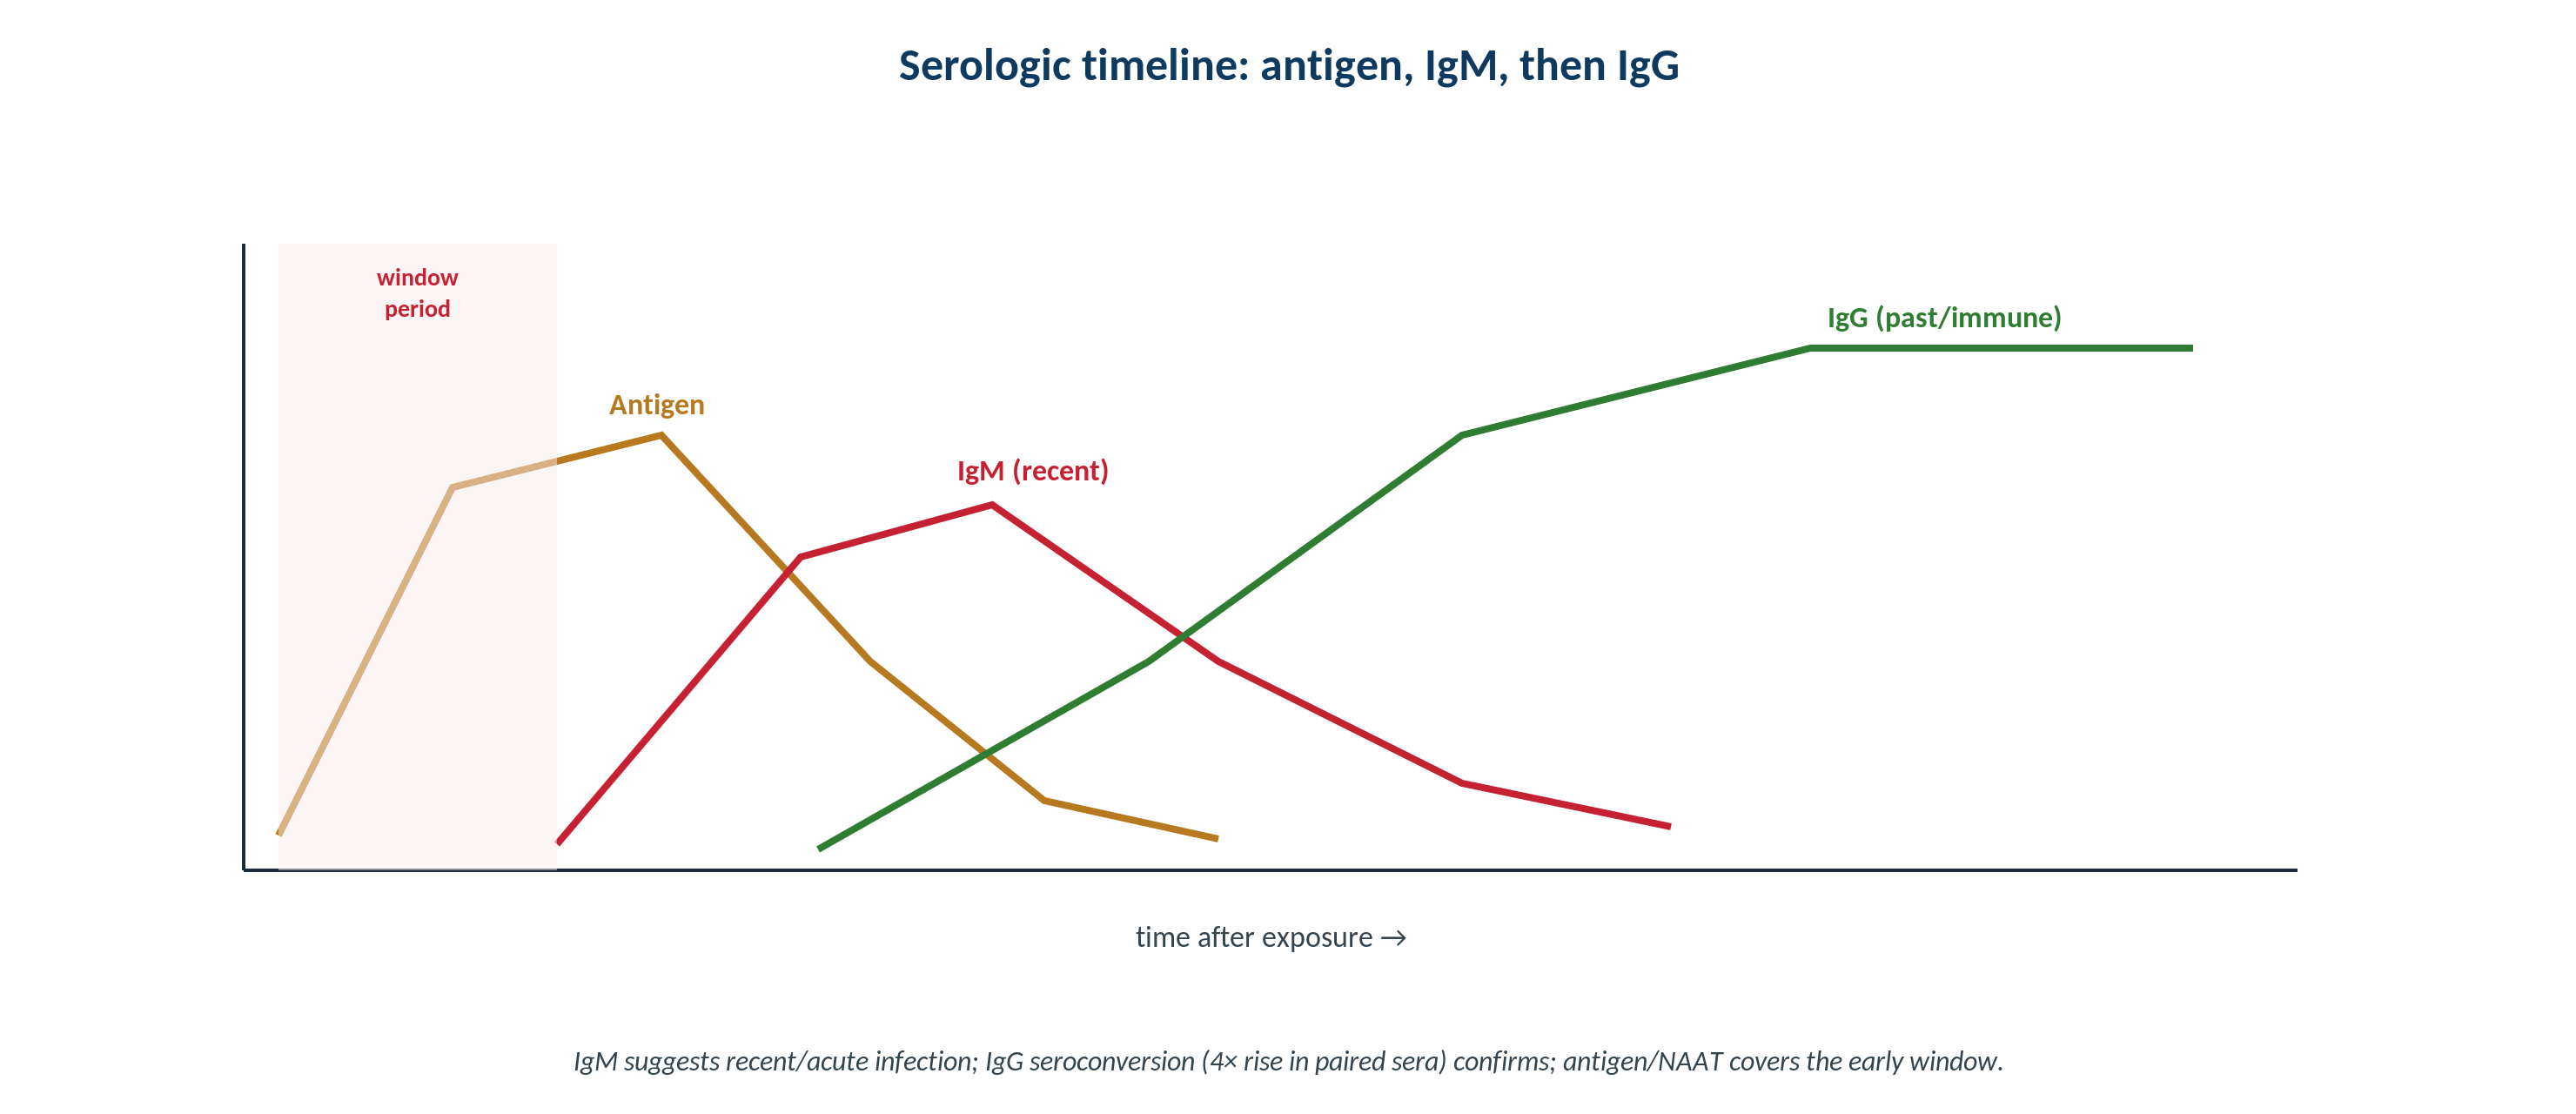 Serologic timeline: antigen, IgM, then IgG
window
period
IgG (past/immune)
Antigen
IgM (recent)
time after exposure →
IgM suggests recent/acute infection; IgG seroconversion (4× rise in paired sera) confirms; antigen/NAAT covers the early window.